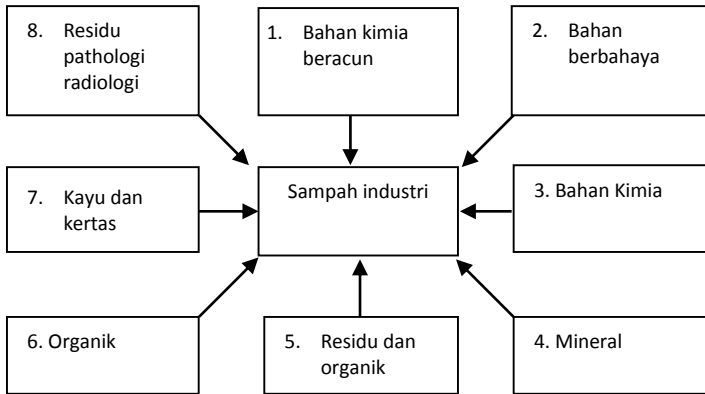 8. Residu
pathologi
radiologi
1. Bahan kimia
beracun
2. Bahan
berbahaya
7. Kayu dan
kertas
Sampah industri
3. Bahan Kimia
6. Organik
5. Residu dan
organik
4. Mineral